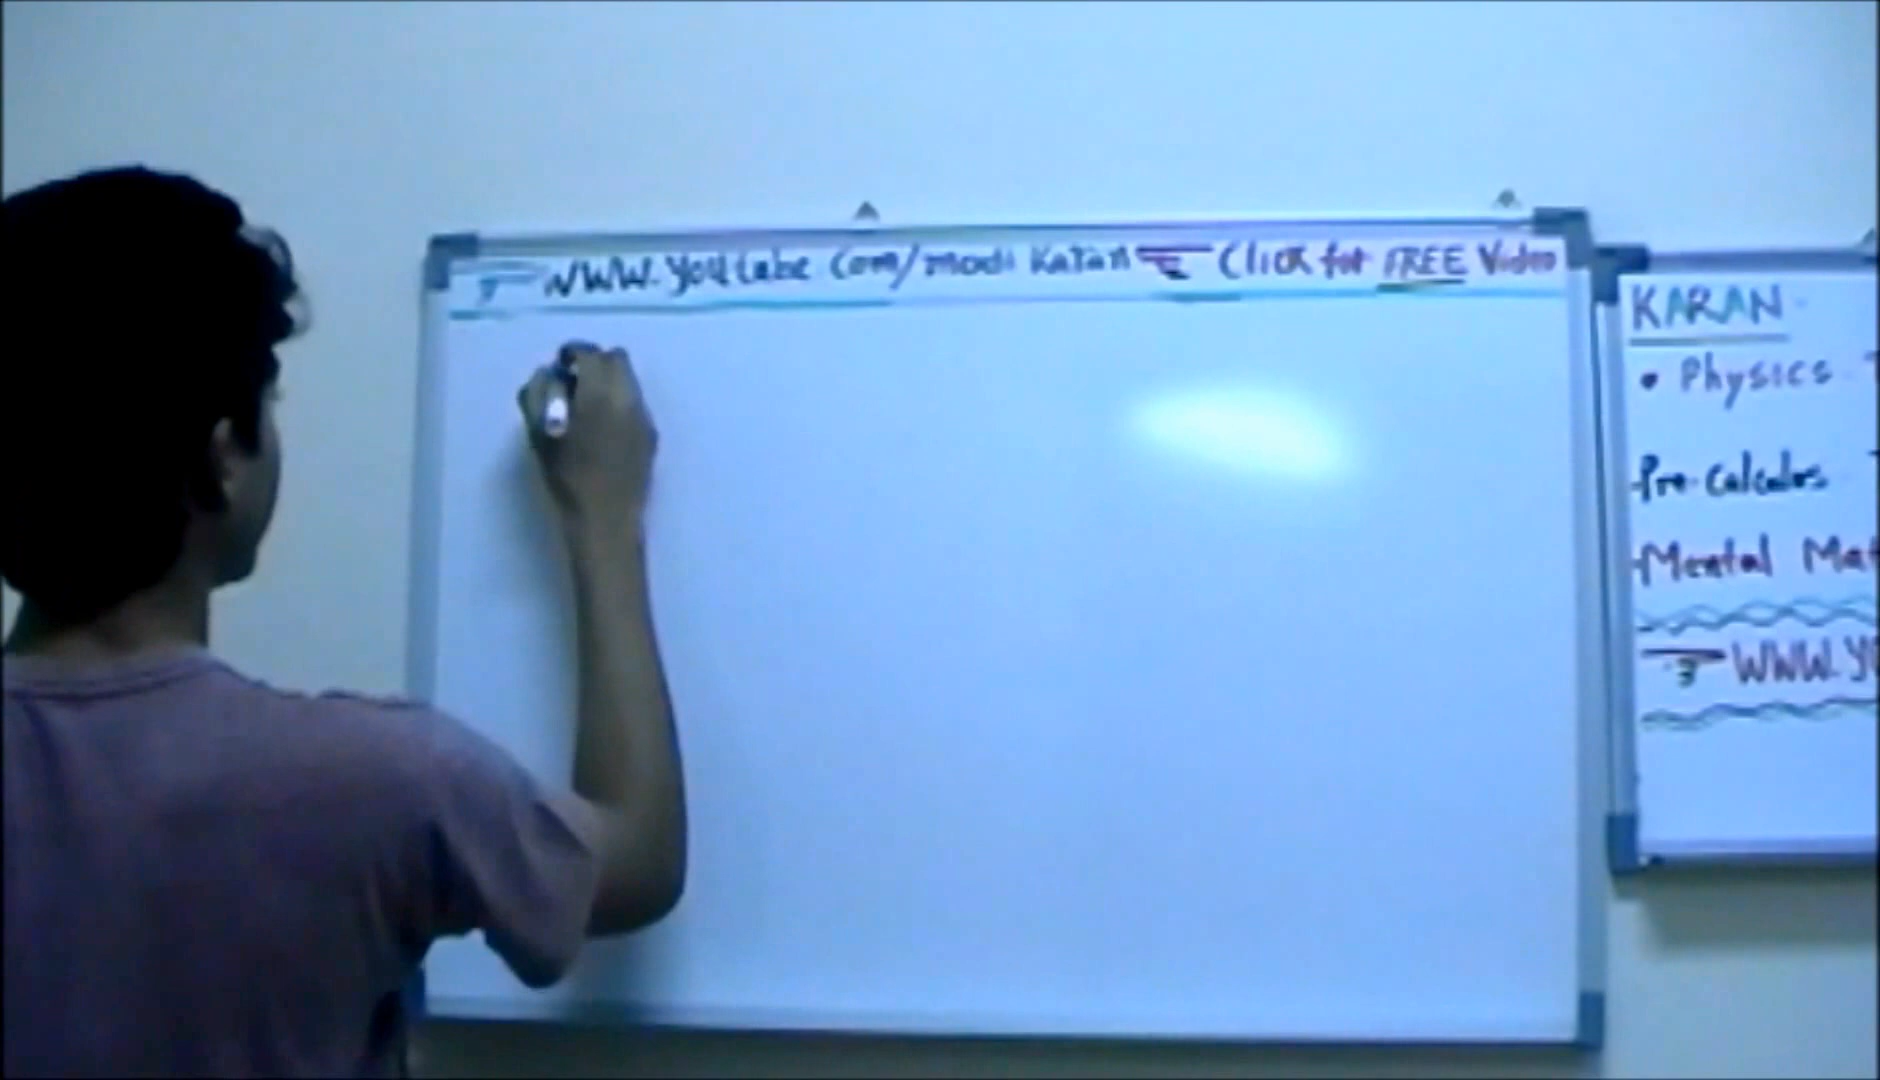 WWW.youtube.com/modi Karan Click for FREE Video
KARAN
• Physics
Pre-Calculus
Mental
WWW.